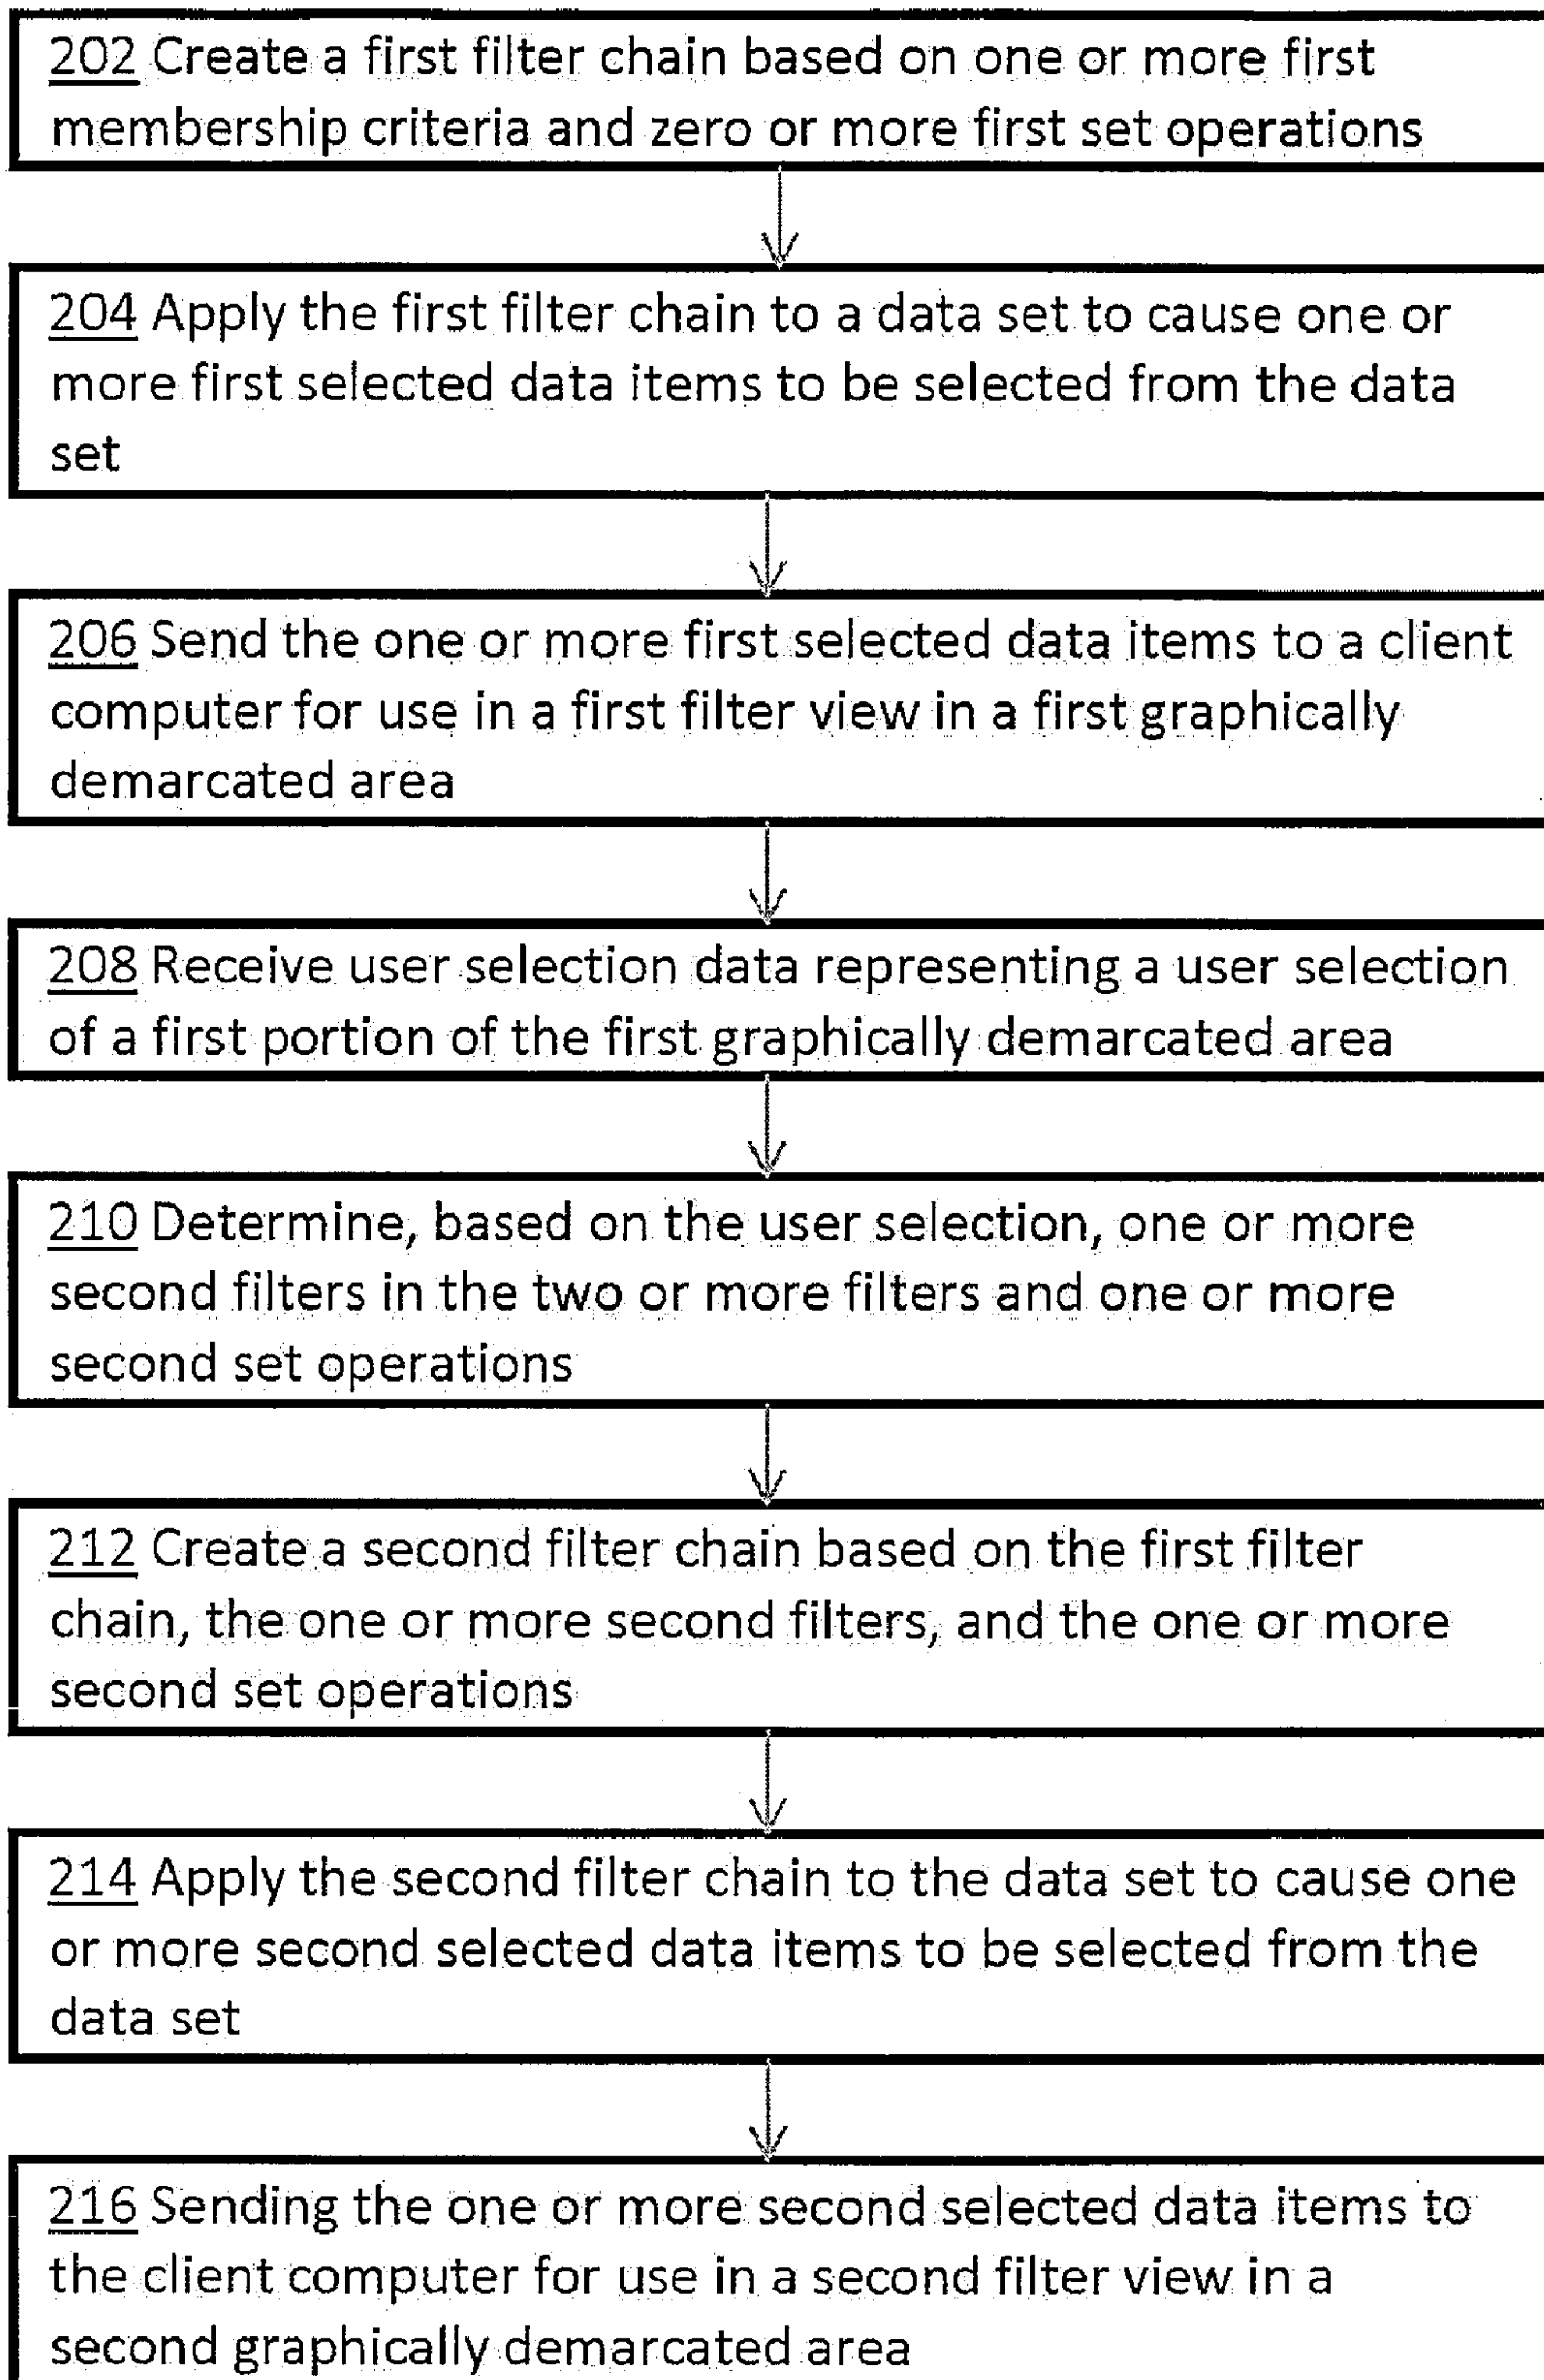 202 Create a first filter chain based on one or more first
membership criteria and zero or more first set operations
204 Apply the first filter chain to a data set to cause one or
more first selected data items to be selected from the data
set
206 Send the one or more first selected data items to a client
computer for use in a first filter view in a first graphically
demarcated area
208 Receive user selection data representing a user selection
of a first portion of the first graphically demarcated area
210 Determine, based on the user selection, one or more
second filters in the two or more filters and one or more
second set operations
212 Create a second filter chain based on the first filter
chain, the one or more second filters, and the one or more
second set operations
214 Apply the second filter chain to the data set to cause one
or more second selected data items to be selected from the
data set
216 Sending the one or more second selected data items to
the client computer for use in a second filter view in a
second graphically demarcated area